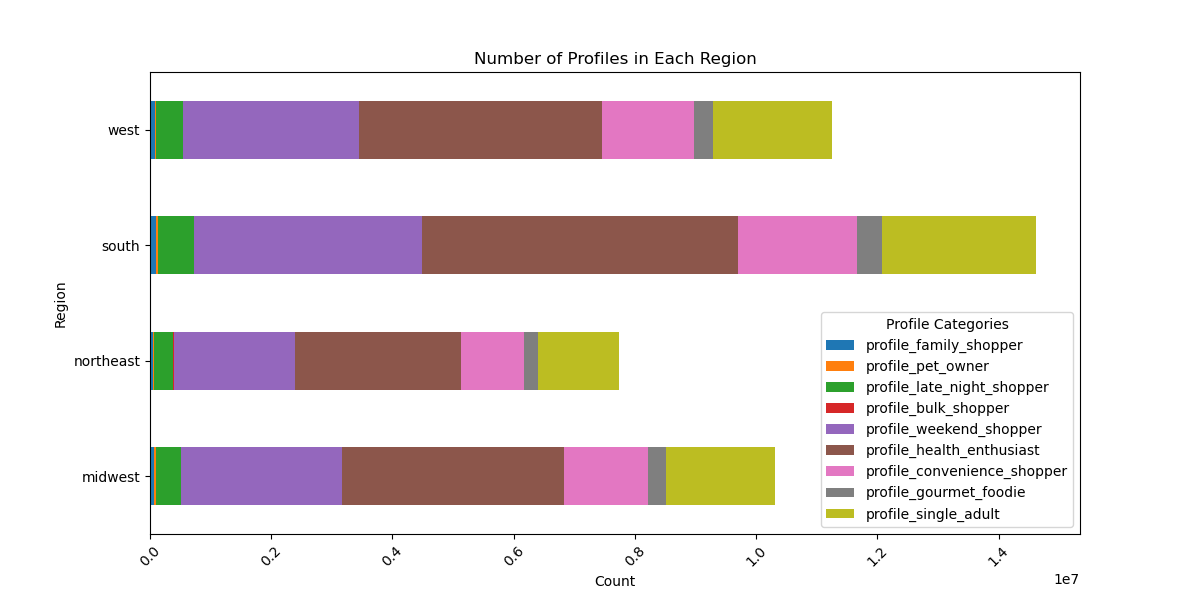 Number of Profiles in Each Region
Region
west
south
northeast
midwest
Profile Categories
profile_family_shopper
profile_pet_owner
profile_late_night_shopper
profile_bulk_shopper
profile_weekend_shopper
profile_health_enthusiast
profile_convenience_shopper
profile_gourmet_foodie
profile_single_adult
0.0 0.2 0.4 0.6 0.8 1.0 1.2 1.4
1e7
Count